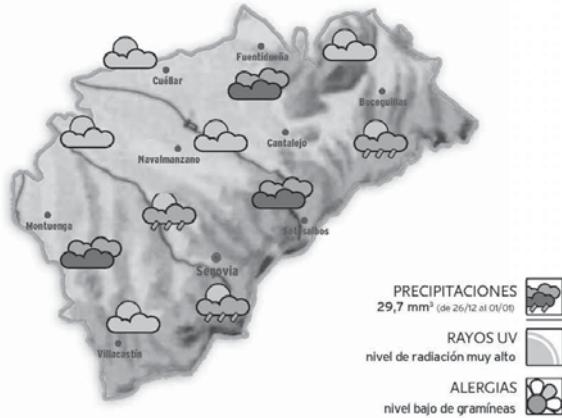 Fuentidueña
Cuéllar
Boceguillas
Cantalejo
Navalmanzano
Montuenga
Sotosalbos
Segovia
Villacastín
PRECIPITACIONES
29,7 mm³ (de 26/12 al 01/01)
RAYOS UV
nivel de radiación muy alto
ALERGIAS
nivel bajo de gramíneas